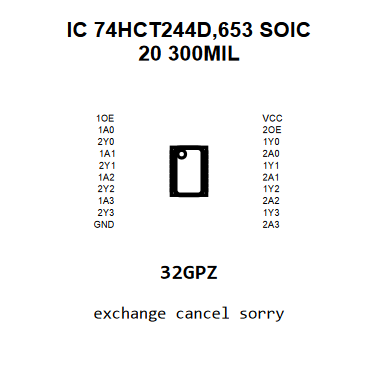 IC 74HCT244D,653 SOIC
20 300MIL
1OE VCC
1A0 2OE
2Y0 1Y0
1A1 2A0
2Y1 1Y1
1A2 2A1
2Y2 1Y2
1A3 2A2
2Y3 1Y3
GND 2A3
32GPZ
exchange cancel sorry